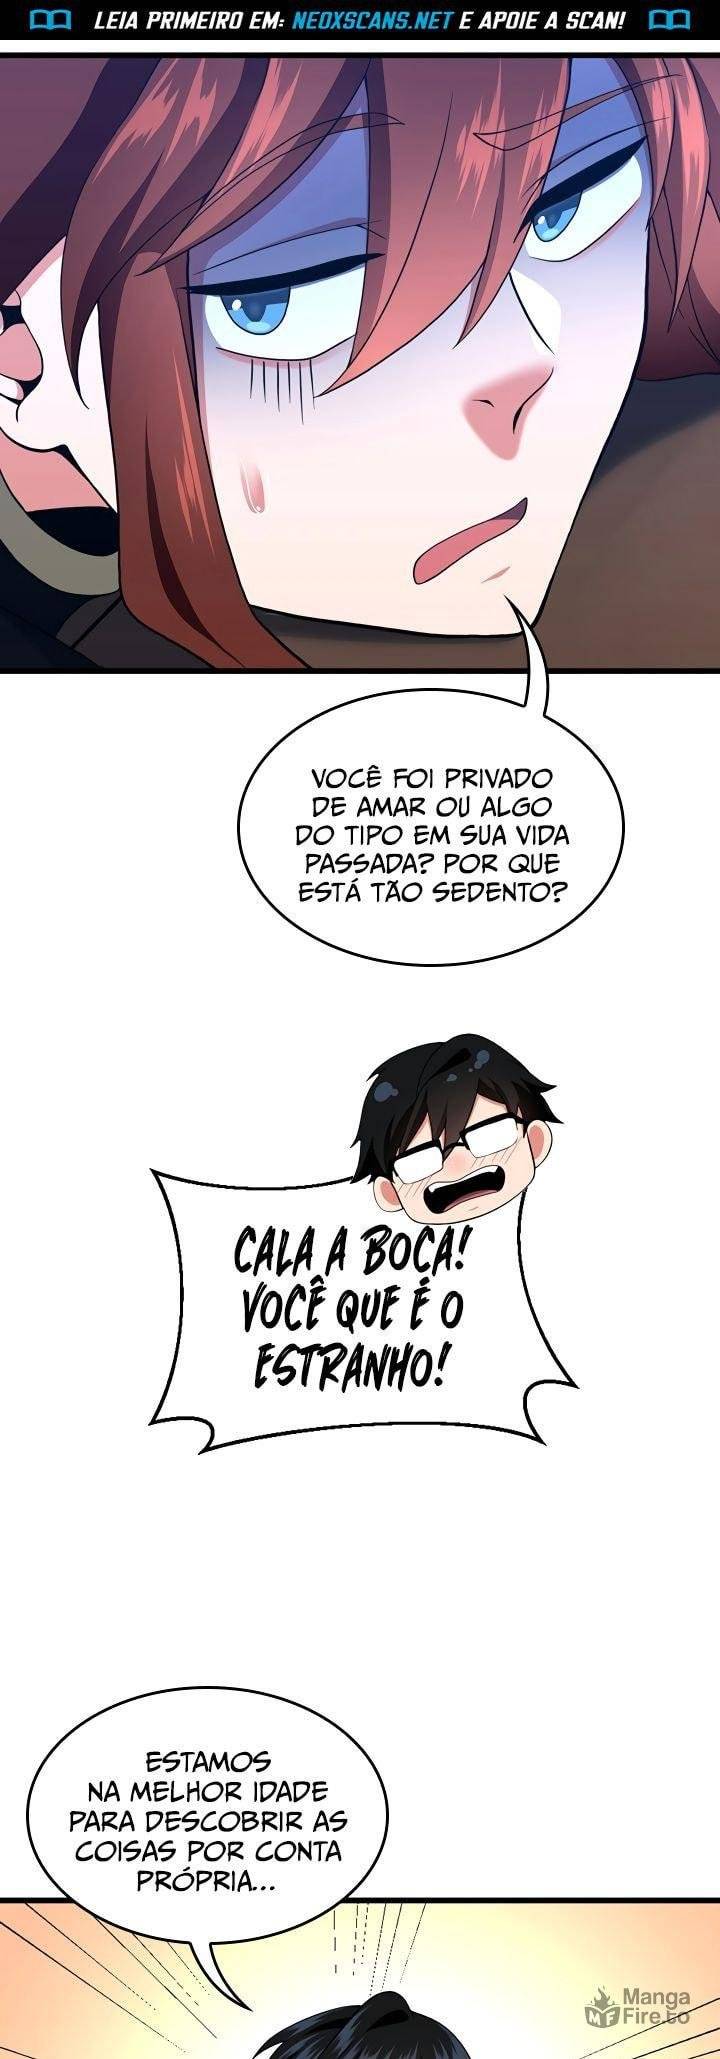 LEIA PRIMEIRO EM: NEOXSCANS.NET E APOIE A SCAN!
VOCÊ FOI PRIVADO
DE AMAR OU ALGO
DO TIPO EM SUA VIDA
PASSADA? POR QUE
ESTÁ TÃO SEDENTO?
CALA A BOCA!
VOCÊ QUE É O
ESTRANHO!
ESTAMOS
NA MELHOR IDADE
PARA DESCOBRIR AS
COISAS POR CONTA
PRÓPRIA...
Manga
MF Fire.to